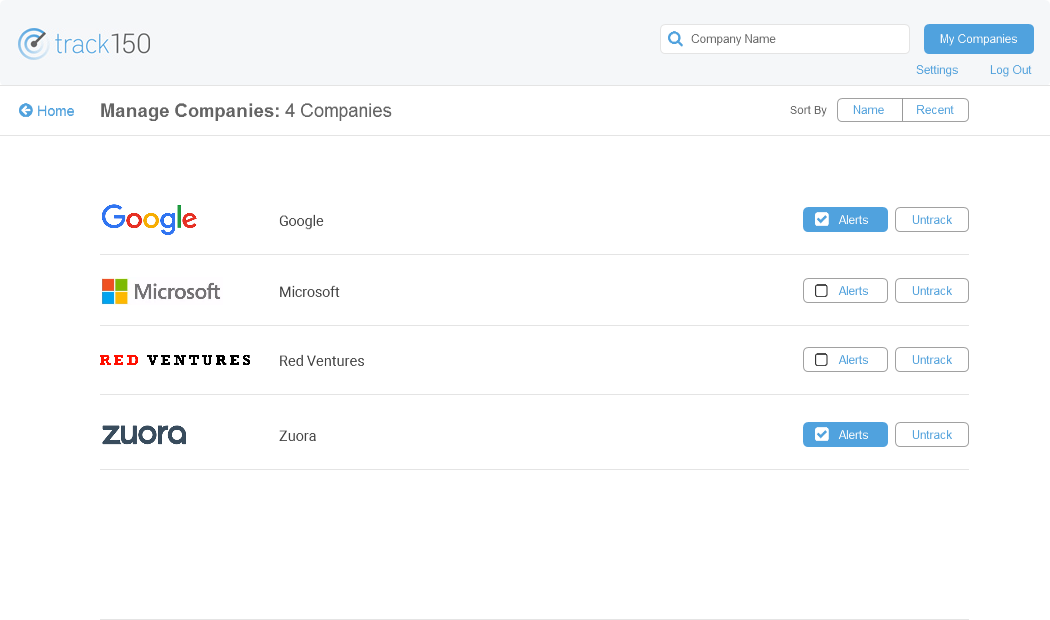 track150
Company Name
My Companies
Settings
Log Out
Home
Manage Companies: 4 Companies
Sort By
Name
Recent
Google
Google
Alerts
Untrack
Microsoft
Microsoft
Alerts
Untrack
RED VENTURES
Red Ventures
Alerts
Untrack
zuora
Zuora
Alerts
Untrack